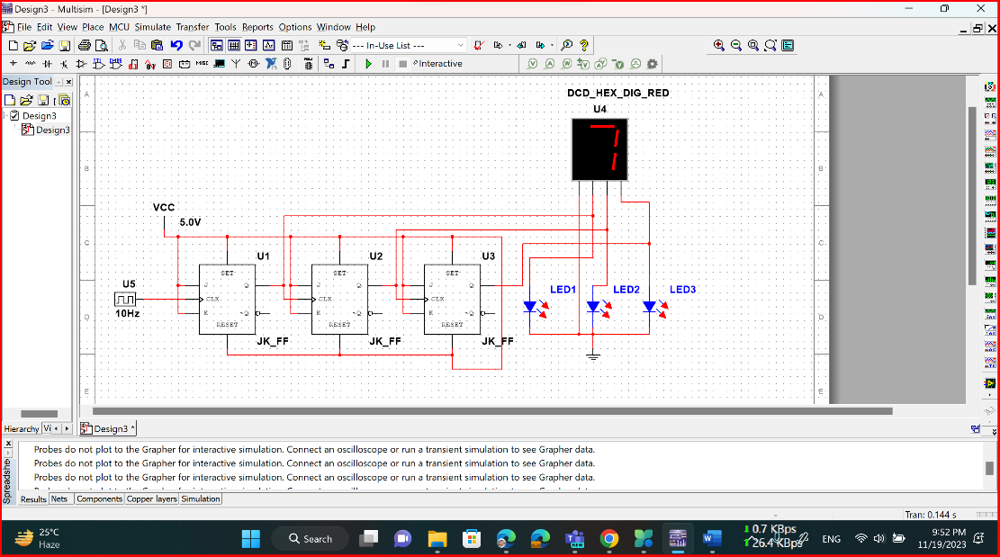 Design3 - Multisim - [Design3 *]
File Edit View Place MCU Simulate Transfer Tools Reports Options Window Help
--- In-Use List ---
MISC
Interactive
Design Tool
Design3
Design3
A
A
B
B
C
C
D
D
E
E
DCD_HEX_DIG_RED
U4
VCC
5.0V
U1
U2
U3
U5
10Hz
SET
J Q
CLK
K ~Q
RESET
JK_FF
SET
J Q
CLK
K ~Q
RESET
JK_FF
SET
J Q
CLK
K ~Q
RESET
JK_FF
LED1
LED2
LED3
Hierarchy Vi
Design3 *
Spreadshe
Probes do not plot to the Grapher for interactive simulation. Connect an oscilloscope or run a transient simulation to see Grapher data.
Probes do not plot to the Grapher for interactive simulation. Connect an oscilloscope or run a transient simulation to see Grapher data.
Probes do not plot to the Grapher for interactive simulation. Connect an oscilloscope or run a transient simulation to see Grapher data.
Results Nets Components Copper layers Simulation
Tran: 0.144 s
25°C
Haze
Search
NEW
0.7 KBps
26.4 KBps
ENG
9:52 PM
11/19/2023